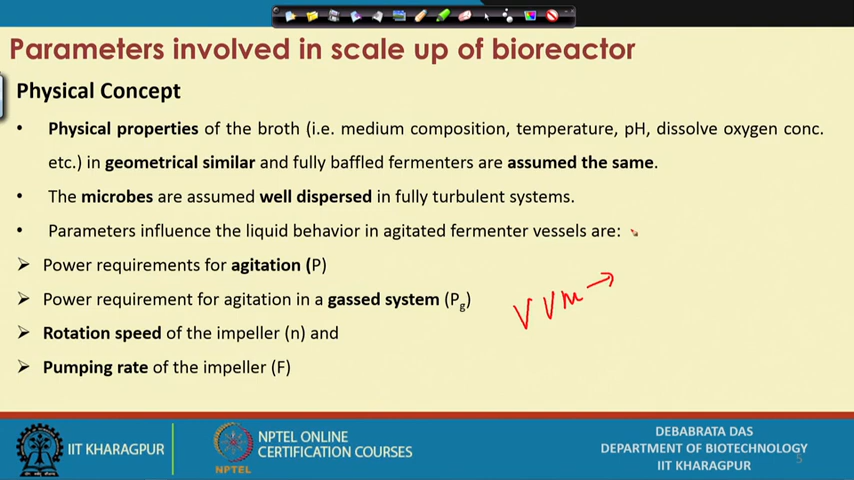 Parameters involved in scale up of bioreactor
Physical Concept
• Physical properties of the broth (i.e. medium composition, temperature, pH, dissolve oxygen conc.
etc.) in geometrical similar and fully baffled fermenters are assumed the same.
• The microbes are assumed well dispersed in fully turbulent systems.
• Parameters influence the liquid behavior in agitated fermenter vessels are:
➢ Power requirements for agitation (P)
➢ Power requirement for agitation in a gassed system (Pg)
VVM →
➢ Rotation speed of the impeller (n) and
➢ Pumping rate of the impeller (F)
IIT KHARAGPUR
NPTEL
NPTEL ONLINE
CERTIFICATION COURSES
DEBABRATA DAS
DEPARTMENT OF BIOTECHNOLOGY
IIT KHARAGPUR
5